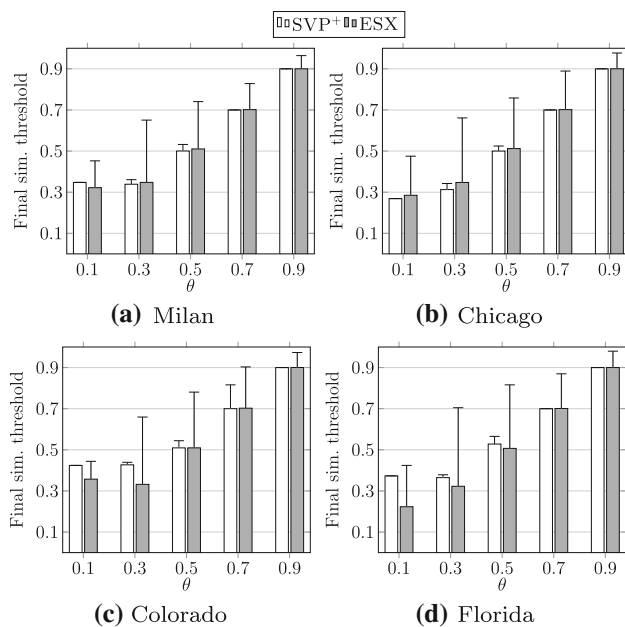 SVP+ ESX
Final sim. threshold
0.9
0.7
0.5
0.3
0.1
0.1 0.3 0.5 0.7 0.9
θ
(a) Milan
Final sim. threshold
0.9
0.7
0.5
0.3
0.1
0.1 0.3 0.5 0.7 0.9
θ
(b) Chicago
Final sim. threshold
0.9
0.7
0.5
0.3
0.1
0.1 0.3 0.5 0.7 0.9
θ
(c) Colorado
Final sim. threshold
0.9
0.7
0.5
0.3
0.1
0.1 0.3 0.5 0.7 0.9
θ
(d) Florida